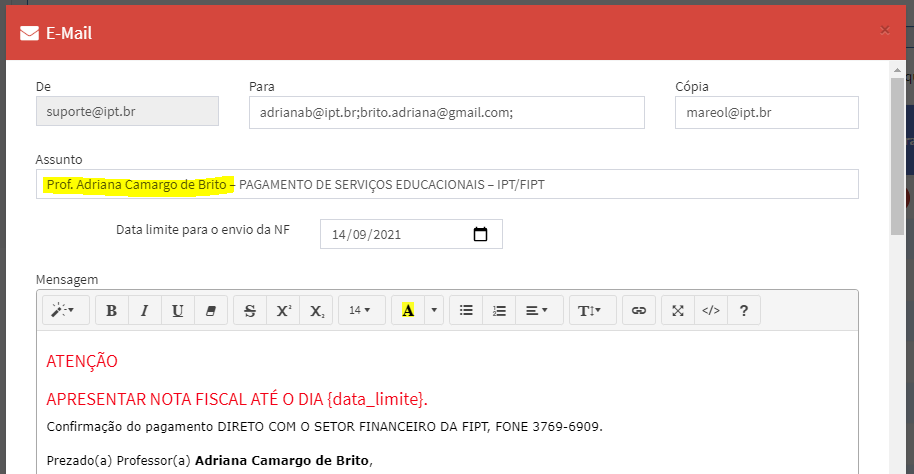 E-Mail
×
De
Para
Cópia
suporte@ipt.br
adrianab@ipt.br;brito.adriana@gmail.com;
mareol@ipt.br
Assunto
Prof. Adriana Camargo de Brito – PAGAMENTO DE SERVIÇOS EDUCACIONAIS – IPT/FIPT
Data limite para o envio da NF
14/09/2021
Mensagem
B I U S X² X₂ 14 A T </> ?
ATENÇÃO
APRESENTAR NOTA FISCAL ATÉ O DIA {data_limite}.
Confirmação do pagamento DIRETO COM O SETOR FINANCEIRO DA FIPT, FONE 3769-6909.
Prezado(a) Professor(a) Adriana Camargo de Brito,